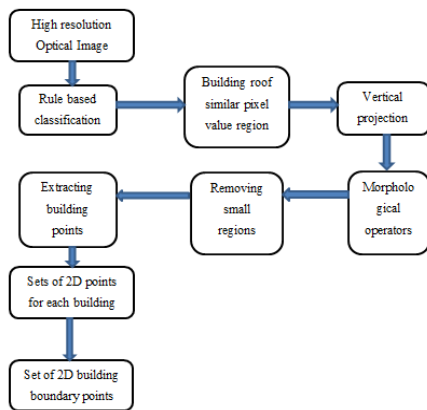 High resolution
Optical Image
Rule based
classification
Building roof
similar pixel
value region
Vertical
projection
Morpholo
gical
operators
Removing
small
regions
Extracting
building
points
Sets of 2D points
for each building
Set of 2D building
boundary points